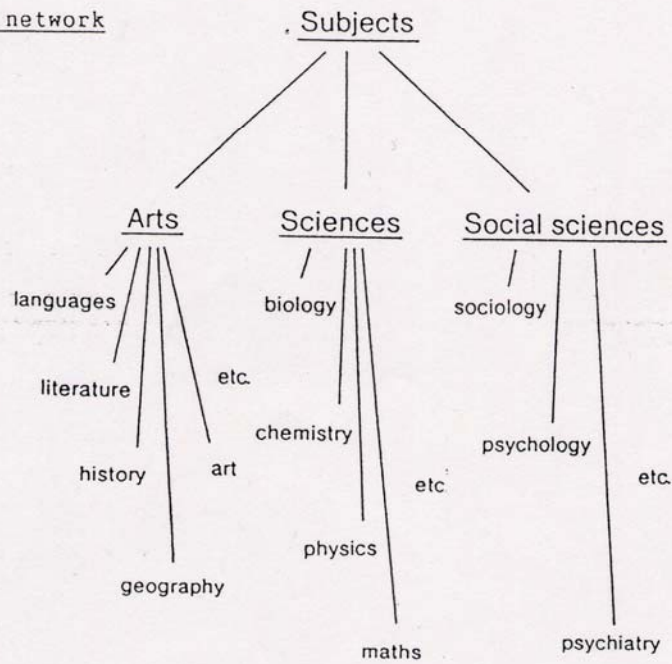 network
Subjects
Arts
Sciences
Social sciences
languages
literature
history
geography
art
etc.
biology
chemistry
physics
maths
etc
sociology
psychology
psychiatry
etc.